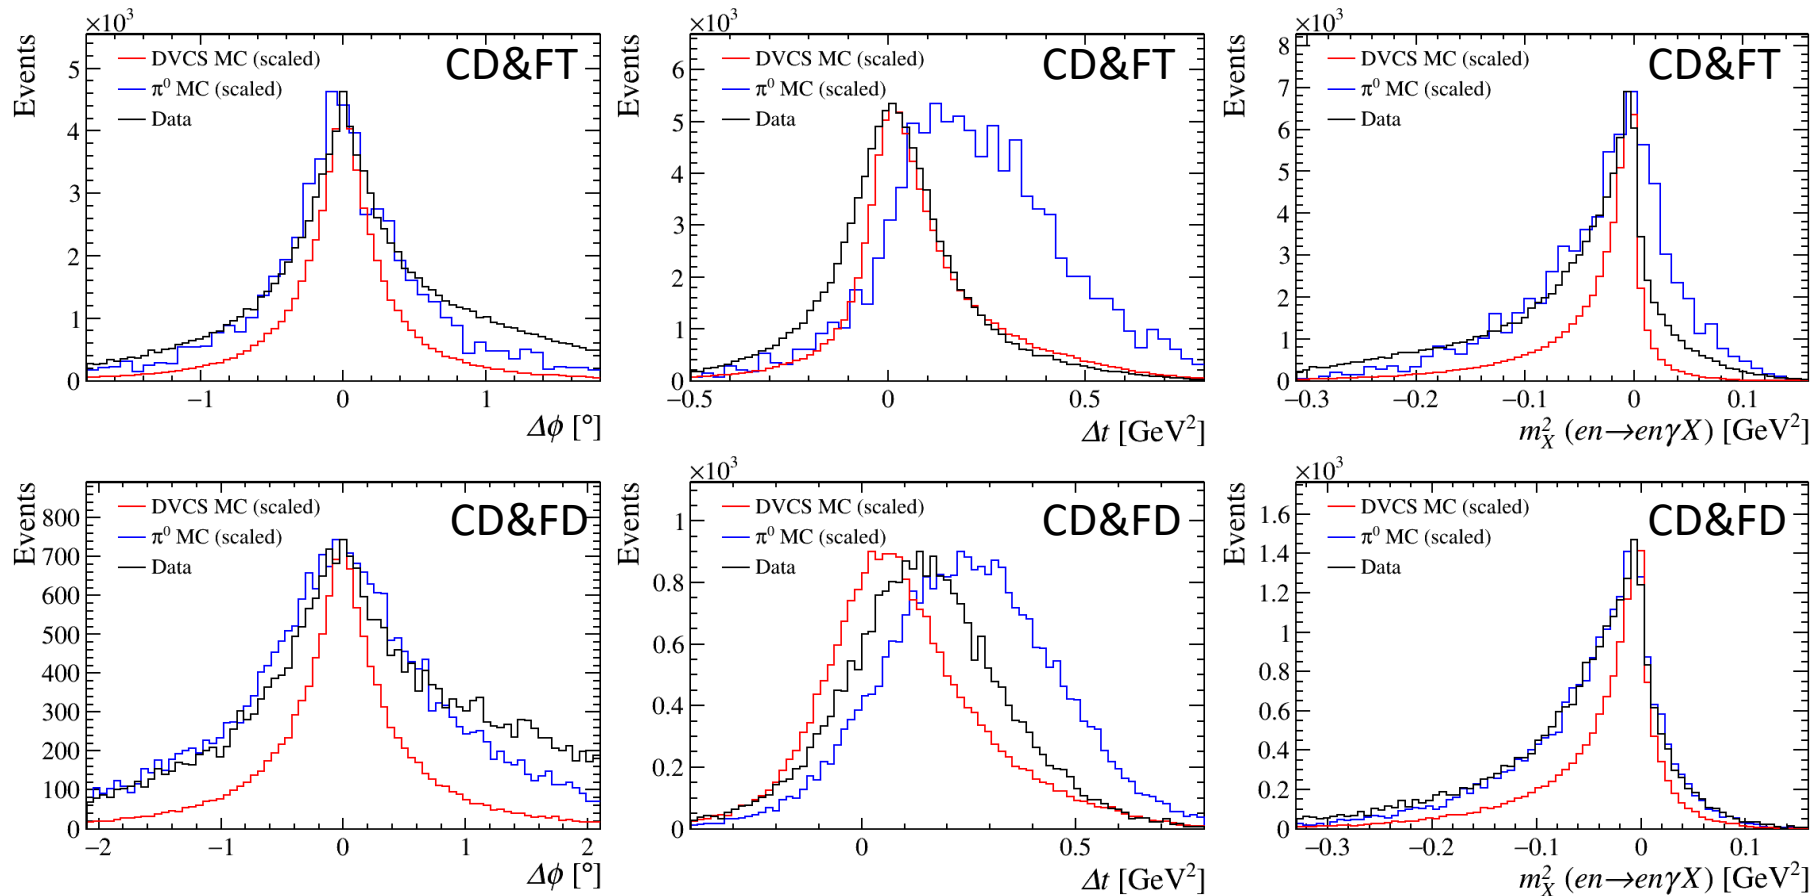 ×10³
Events
DVCS MC (scaled)
π⁰ MC (scaled)
Data
CD&FT
5
4
3
2
1
0
−1 0 1
Δϕ [°]
×10³
Events
DVCS MC (scaled)
π⁰ MC (scaled)
Data
CD&FT
6
5
4
3
2
1
0
−0.5 0 0.5
Δt [GeV²]
×10³
Events
DVCS MC (scaled)
π⁰ MC (scaled)
Data
CD&FT
8
7
6
5
4
3
2
1
0
−0.3 −0.2 −0.1 0 0.1
m²_X (en→enγX) [GeV²]
Events
DVCS MC (scaled)
π⁰ MC (scaled)
Data
CD&FD
800
700
600
500
400
300
200
100
0
−2 −1 0 1 2
Δϕ [°]
×10³
Events
DVCS MC (scaled)
π⁰ MC (scaled)
Data
CD&FD
1
0.8
0.6
0.4
0.2
0
0 0.5
Δt [GeV²]
×10³
Events
DVCS MC (scaled)
π⁰ MC (scaled)
Data
CD&FD
1.6
1.4
1.2
1
0.8
0.6
0.4
0.2
0
−0.3 −0.2 −0.1 0 0.1
m²_X (en→enγX) [GeV²]